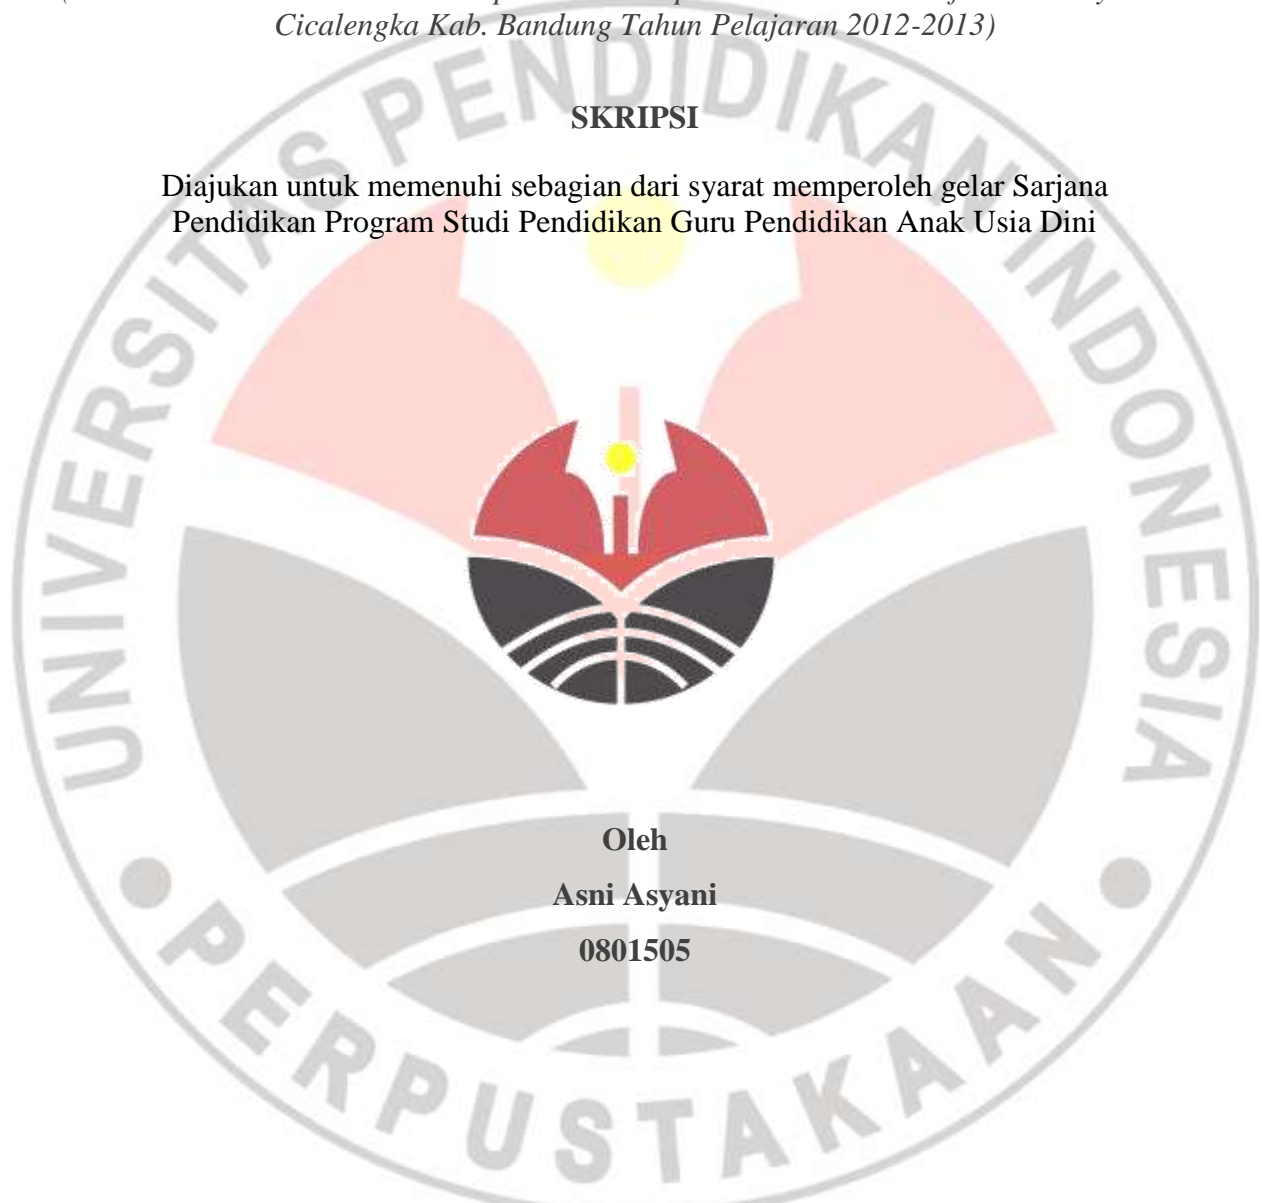 Cicalengka Kab. Bandung Tahun Pelajaran 2012-2013)
SKRIPSI
Diajukan untuk memenuhi sebagian dari syarat memperoleh gelar Sarjana
Pendidikan Program Studi Pendidikan Guru Pendidikan Anak Usia Dini
Oleh
Asni Asyani
0801505
UNIVERSITAS PENDIDIKAN INDONESIA
PERPUSTAKAAN